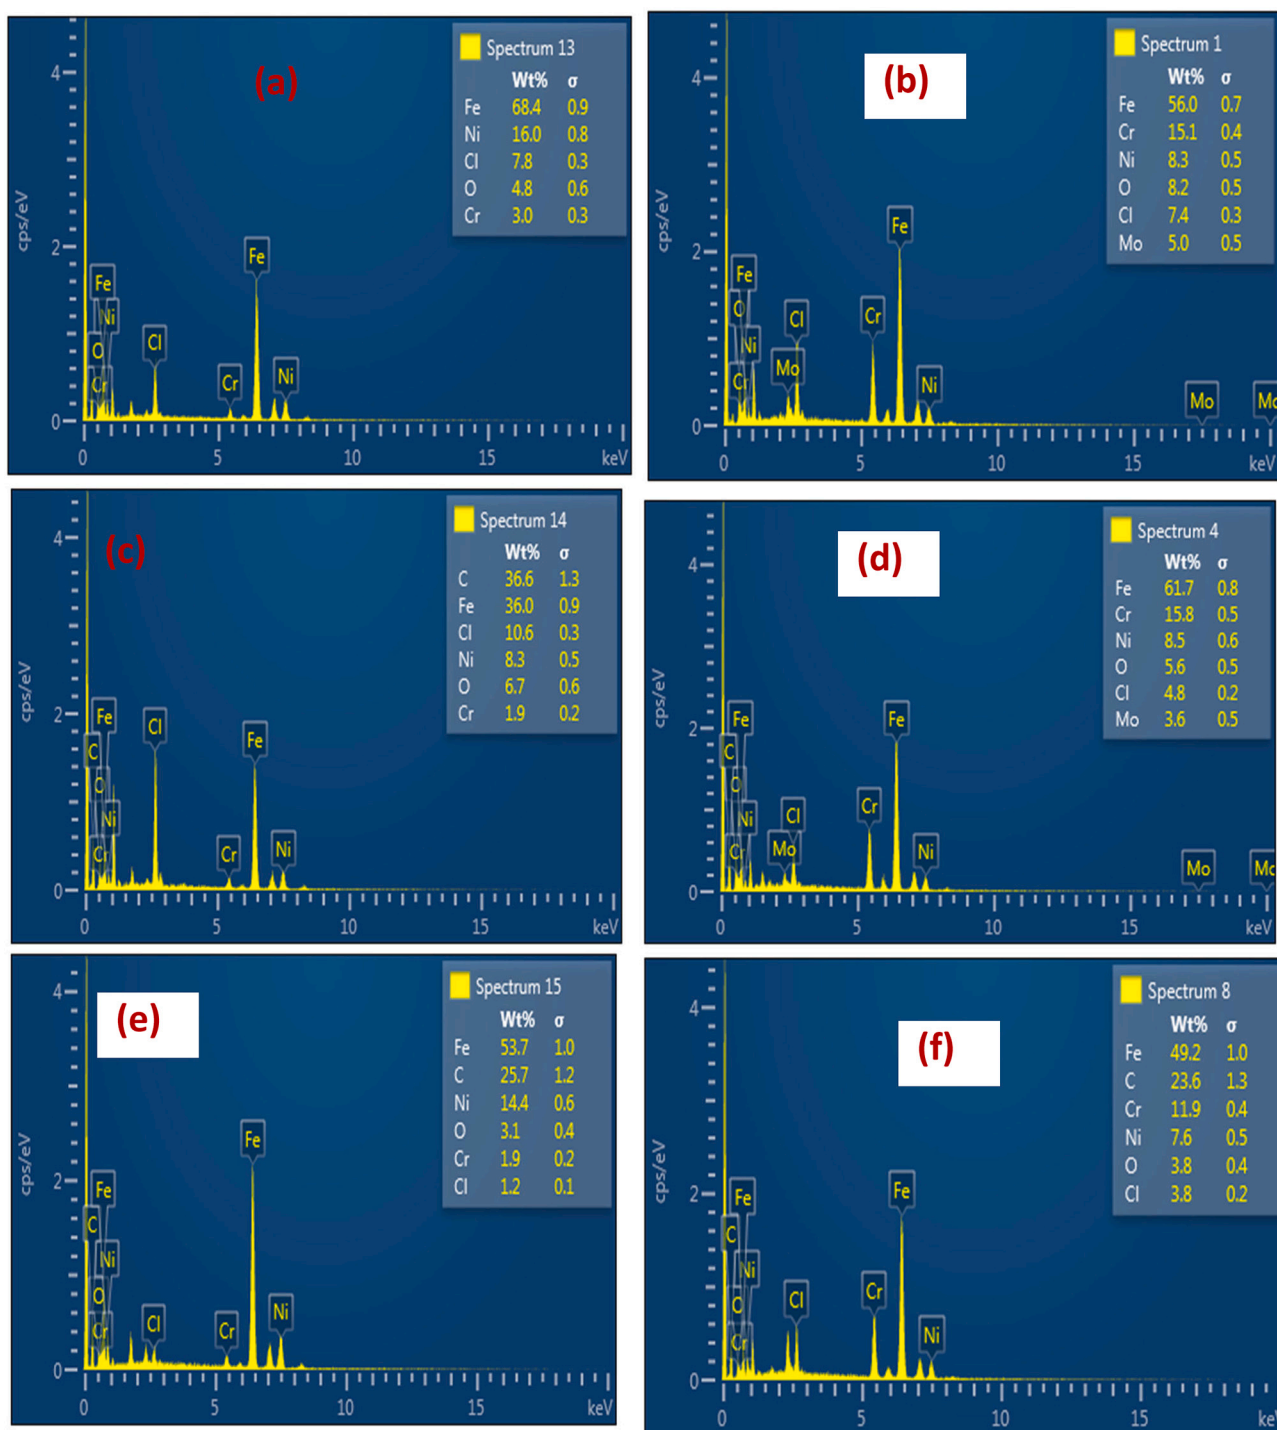 (a)
Spectrum 13
Wt% σ
Fe 68.4 0.9
Ni 16.0 0.8
Cl 7.8 0.3
O 4.8 0.6
Cr 3.0 0.3
cps/eV
4
2
0
Fe
Ni
O
Cr
Cl
Cr
Fe
Ni
0 5 10 15 keV
(b)
Spectrum 1
Wt% σ
Fe 56.0 0.7
Cr 15.1 0.4
Ni 8.3 0.5
O 8.2 0.5
Cl 7.4 0.3
Mo 5.0 0.5
cps/eV
4
2
0
Fe
O
Ni
Cr
Mo
Cl
Cr
Fe
Ni
Mo
Mo
0 5 10 15 keV
(c)
Spectrum 14
Wt% σ
C 36.6 1.3
Fe 36.0 0.9
Cl 10.6 0.3
Ni 8.3 0.5
O 6.7 0.6
Cr 1.9 0.2
cps/eV
4
2
0
Fe
C
O
Ni
Cr
Cl
Cr
Fe
Ni
0 5 10 15 keV
(d)
Spectrum 4
Wt% σ
Fe 61.7 0.8
Cr 15.8 0.5
Ni 8.5 0.6
O 5.6 0.5
Cl 4.8 0.2
Mo 3.6 0.5
cps/eV
4
2
0
Fe
C
O
Ni
Cr
Mo
Cl
Cr
Fe
Ni
Mo
Mo
0 5 10 15 keV
(e)
Spectrum 15
Wt% σ
Fe 53.7 1.0
C 25.7 1.2
Ni 14.4 0.6
O 3.1 0.4
Cr 1.9 0.2
Cl 1.2 0.1
cps/eV
4
2
0
Fe
C
Ni
O
Cr
Cl
Cr
Fe
Ni
0 5 10 15 keV
(f)
Spectrum 8
Wt% σ
Fe 49.2 1.0
C 23.6 1.3
Cr 11.9 0.4
Ni 7.6 0.5
O 3.8 0.4
Cl 3.8 0.2
cps/eV
4
2
0
Fe
C
Ni
O
Cr
Cl
Cr
Fe
Ni
0 5 10 15 keV